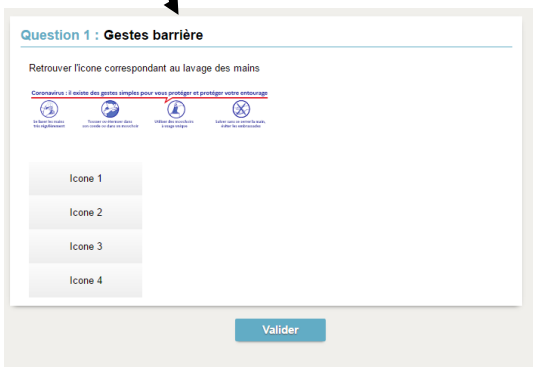 Question 1 : Gestes barrière
Retrouver l'icone correspondant au lavage des mains
Coronavirus : il existe des gestes simples pour vous protéger et protéger votre entourage
Se laver les mains
très régulièrement
Tousser ou éternuer dans
son coude ou dans un mouchoir
Utiliser des mouchoirs
à usage unique
Saluer sans se serrer la main,
éviter les embrassades
Icone 1
Icone 2
Icone 3
Icone 4
Valider